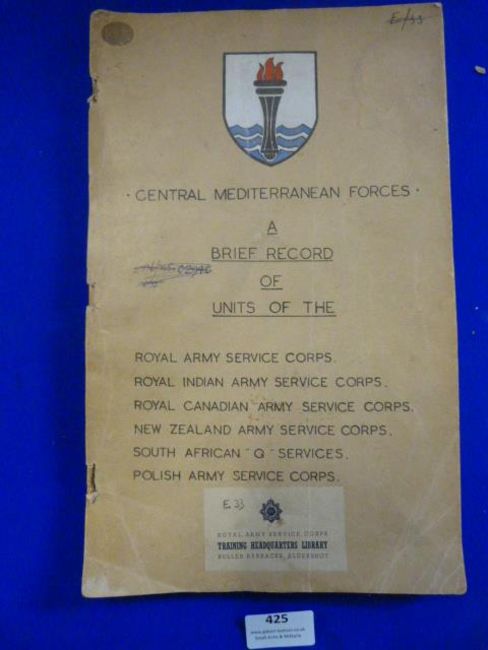 E/33
· CENTRAL MEDITERRANEAN FORCES ·
A
BRIEF RECORD
OF
UNITS OF THE
ROYAL ARMY SERVICE CORPS.
ROYAL INDIAN ARMY SERVICE CORPS.
ROYAL CANADIAN ARMY SERVICE CORPS.
NEW ZEALAND ARMY SERVICE CORPS.
SOUTH AFRICAN "Q" SERVICES.
POLISH ARMY SERVICE CORPS.
E.33
ROYAL ARMY SERVICE CORPS
TRAINING HEADQUARTERS LIBRARY
BULLER BARRACKS, ALDERSHOT
425